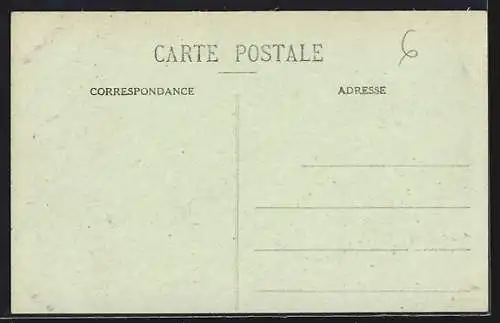 CARTE POSTALE
6
CORRESPONDANCE
ADRESSE